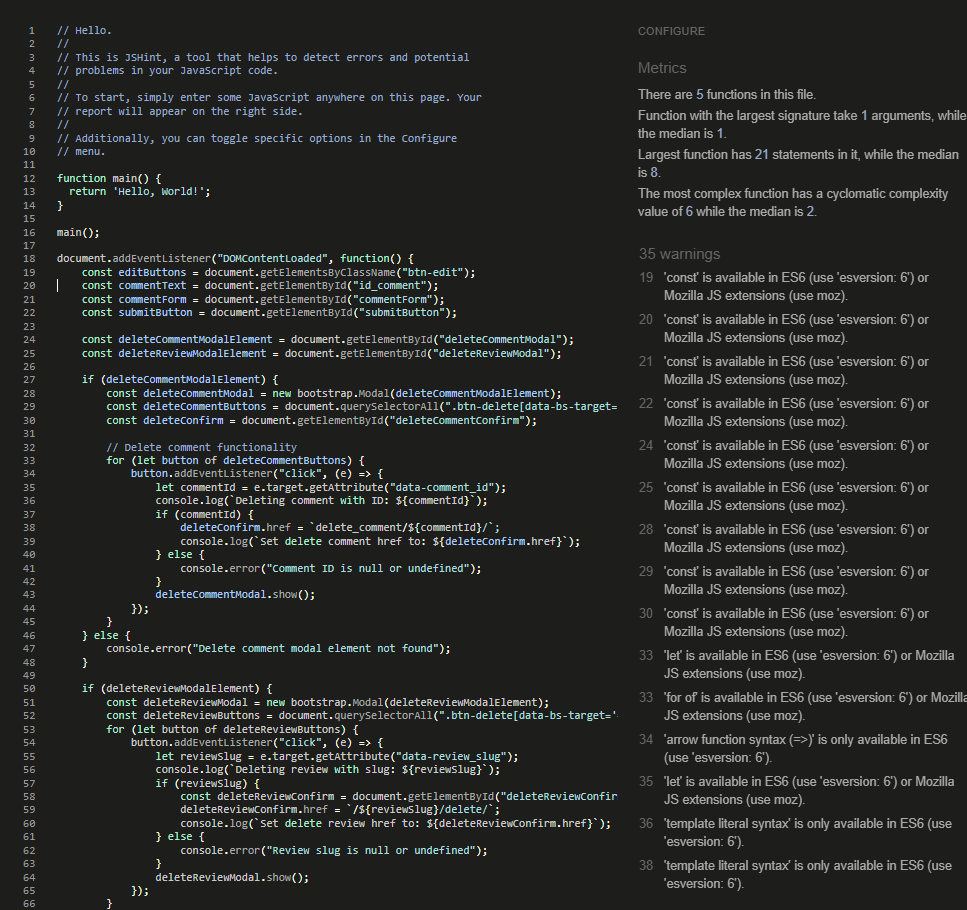 1 // Hello.
2 //
3 // This is JSHint, a tool that helps to detect errors and potential
4 // problems in your JavaScript code.
5 //
6 // To start, simply enter some JavaScript anywhere on this page. Your
7 // report will appear on the right side.
8 //
9 // Additionally, you can toggle specific options in the Configure
10 // menu.
11
12 function main() {
13   return 'Hello, World!';
14 }
15
16 main();
17
18 document.addEventListener("DOMContentLoaded", function() {
19     const editButtons = document.getElementsByClassName("btn-edit");
20     const commentText = document.getElementById("id_comment");
21     const commentForm = document.getElementById("commentForm");
22     const submitButton = document.getElementById("submitButton");
23
24     const deleteCommentModalElement = document.getElementById("deleteCommentModal");
25     const deleteReviewModalElement = document.getElementById("deleteReviewModal");
26
27     if (deleteCommentModalElement) {
28         const deleteCommentModal = new bootstrap.Modal(deleteCommentModalElement);
29         const deleteCommentButtons = document.querySelectorAll(".btn-delete[data-bs-target=
30         const deleteConfirm = document.getElementById("deleteCommentConfirm");
31
32         // Delete comment functionality
33         for (let button of deleteCommentButtons) {
34             button.addEventListener("click", (e) => {
35                 let commentId = e.target.getAttribute("data-comment_id");
36                 console.log(`Deleting comment with ID: ${commentId}`);
37                 if (commentId) {
38                     deleteConfirm.href = `delete_comment/${commentId}/`;
39                     console.log(`Set delete comment href to: ${deleteConfirm.href}`);
40                 } else {
41                     console.error("Comment ID is null or undefined");
42                 }
43                 deleteCommentModal.show();
44             });
45         }
46     } else {
47         console.error("Delete comment modal element not found");
48     }
49
50     if (deleteReviewModalElement) {
51         const deleteReviewModal = new bootstrap.Modal(deleteReviewModalElement);
52         const deleteReviewButtons = document.querySelectorAll(".btn-delete[data-bs-target='
53         for (let button of deleteReviewButtons) {
54             button.addEventListener("click", (e) => {
55                 let reviewSlug = e.target.getAttribute("data-review_slug");
56                 console.log(`Deleting review with slug: ${reviewSlug}`);
57                 if (reviewSlug) {
58                     const deleteReviewConfirm = document.getElementById("deleteReviewConfir
59                     deleteReviewConfirm.href = `/${reviewSlug}/delete/`;
60                     console.log(`Set delete review href to: ${deleteReviewConfirm.href}`);
61                 } else {
62                     console.error("Review slug is null or undefined");
63                 }
64                 deleteReviewModal.show();
65             });
66         }
CONFIGURE
Metrics
There are 5 functions in this file.
Function with the largest signature take 1 arguments, while
the median is 1.
Largest function has 21 statements in it, while the median
is 8.
The most complex function has a cyclomatic complexity
value of 6 while the median is 2.
35 warnings
19 'const' is available in ES6 (use 'esversion: 6') or
Mozilla JS extensions (use moz).
20 'const' is available in ES6 (use 'esversion: 6') or
Mozilla JS extensions (use moz).
21 'const' is available in ES6 (use 'esversion: 6') or
Mozilla JS extensions (use moz).
22 'const' is available in ES6 (use 'esversion: 6') or
Mozilla JS extensions (use moz).
24 'const' is available in ES6 (use 'esversion: 6') or
Mozilla JS extensions (use moz).
25 'const' is available in ES6 (use 'esversion: 6') or
Mozilla JS extensions (use moz).
28 'const' is available in ES6 (use 'esversion: 6') or
Mozilla JS extensions (use moz).
29 'const' is available in ES6 (use 'esversion: 6') or
Mozilla JS extensions (use moz).
30 'const' is available in ES6 (use 'esversion: 6') or
Mozilla JS extensions (use moz).
33 'let' is available in ES6 (use 'esversion: 6') or Mozilla
JS extensions (use moz).
33 'for of' is available in ES6 (use 'esversion: 6') or Mozilla
JS extensions (use moz).
34 'arrow function syntax (=>)' is only available in ES6
(use 'esversion: 6').
35 'let' is available in ES6 (use 'esversion: 6') or Mozilla
JS extensions (use moz).
36 'template literal syntax' is only available in ES6 (use
'esversion: 6').
38 'template literal syntax' is only available in ES6 (use
'esversion: 6').